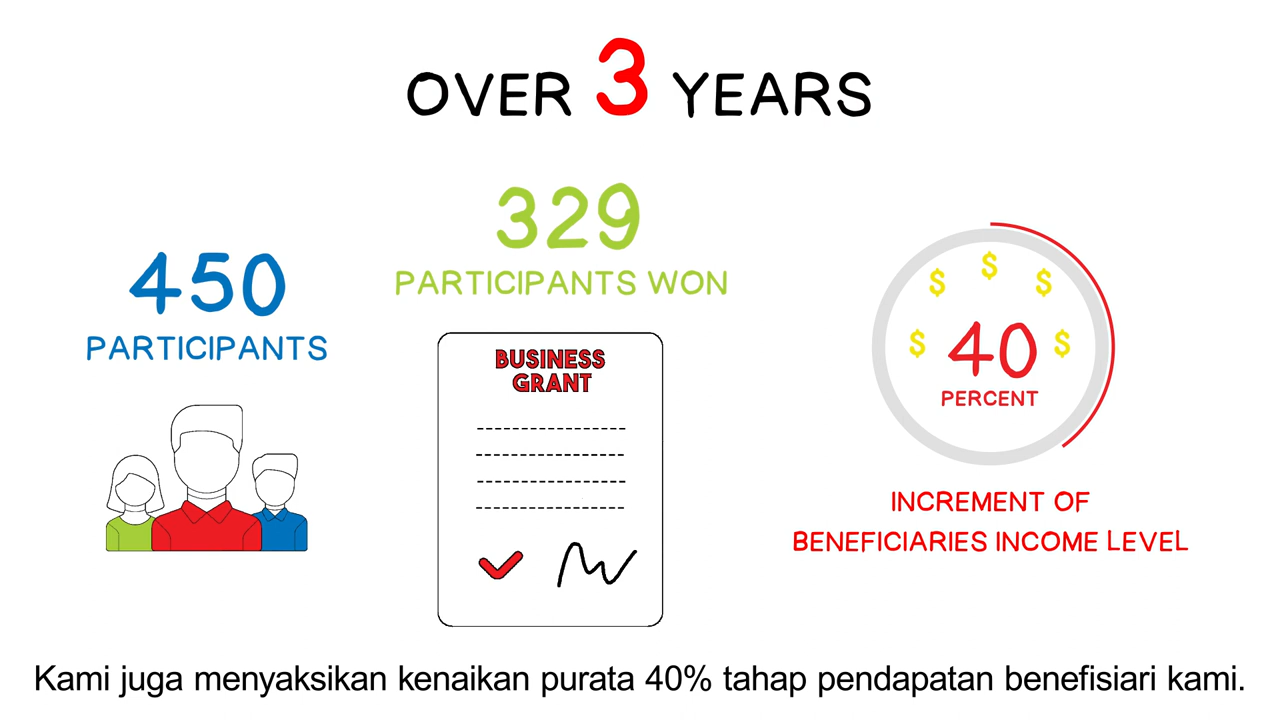 OVER 3 YEARS
450
PARTICIPANTS
329
PARTICIPANTS WON
BUSINESS
GRANT
$ $ $ $ $
40
PERCENT
INCREMENT OF
BENEFICIARIES INCOME LEVEL
Kami juga menyaksikan kenaikan purata 40% tahap pendapatan benefisiari kami.